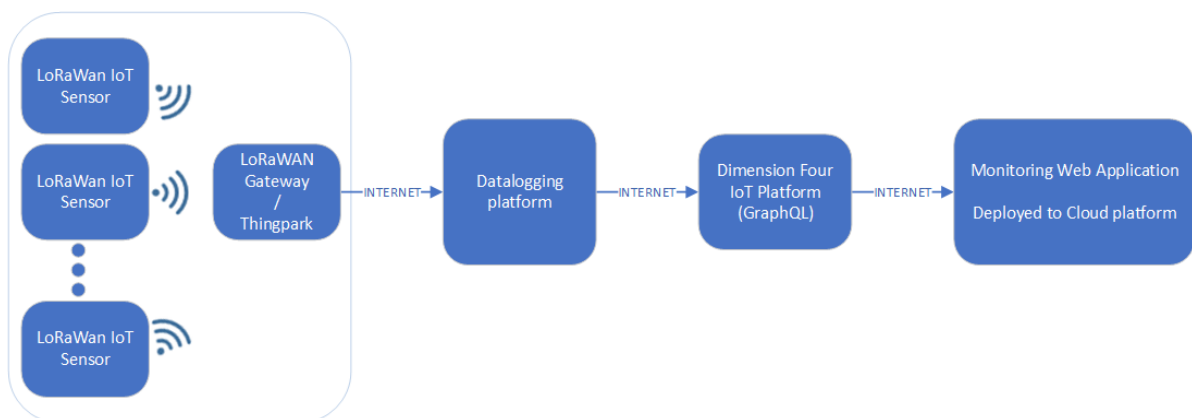 LoRaWan IoT
Sensor
LoRaWan IoT
Sensor
LoRaWan IoT
Sensor
LoRaWAN
Gateway
/
Thingpark
INTERNET
Datalogging
platform
INTERNET
Dimension Four
IoT Platform
(GraphQL)
INTERNET
Monitoring Web Application
Deployed to Cloud platform